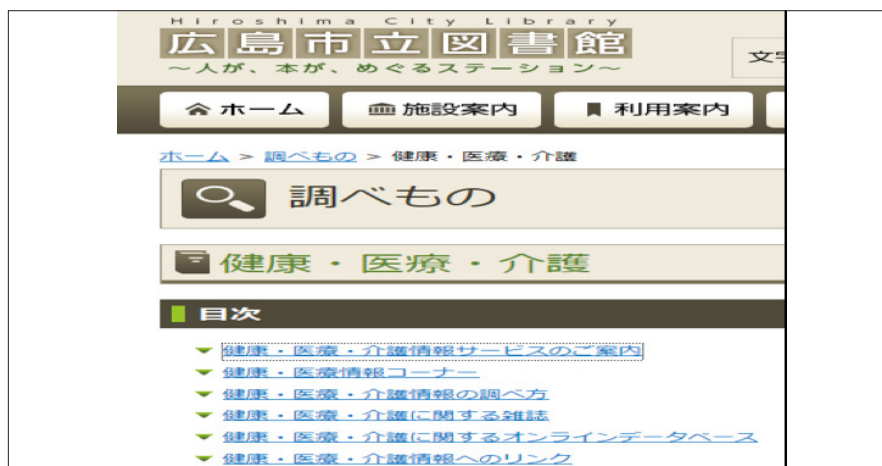 Hiroshima City Library
広島市立図書館
～人が、本が、めぐるステーション～
文字
ホーム
施設案内
利用案内
ホーム > 調べもの > 健康・医療・介護
調べもの
健康・医療・介護
目次
健康・医療・介護情報サービスのご案内
健康・医療情報コーナー
健康・医療・介護情報の調べ方
健康・医療・介護に関する雑誌
健康・医療・介護に関するオンラインデータベース
健康・医療・介護情報へのリンク